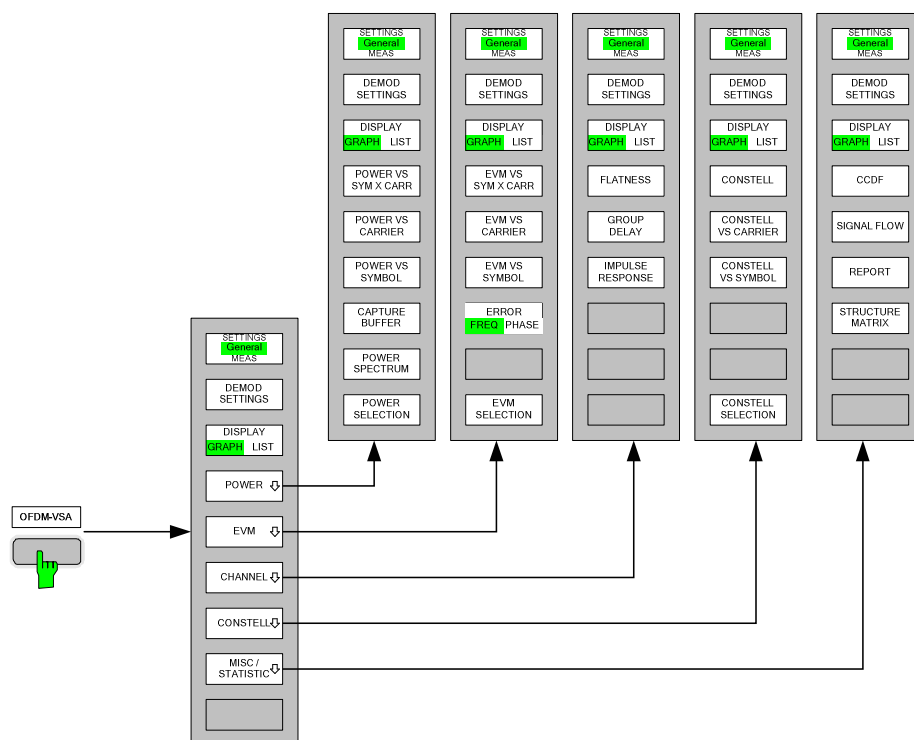 SETTINGS
General
MEAS
DEMOD
SETTINGS
DISPLAY
GRAPH LIST
POWER VS
SYM X CARR
POWER VS
CARRIER
POWER VS
SYMBOL
CAPTURE
BUFFER
POWER
SPECTRUM
POWER
SELECTION
SETTINGS
General
MEAS
DEMOD
SETTINGS
DISPLAY
GRAPH LIST
EVM VS
SYM X CARR
EVM VS
CARRIER
EVM VS
SYMBOL
ERROR
FREQ PHASE
EVM
SELECTION
SETTINGS
General
MEAS
DEMOD
SETTINGS
DISPLAY
GRAPH LIST
FLATNESS
GROUP
DELAY
IMPULSE
RESPONSE
SETTINGS
General
MEAS
DEMOD
SETTINGS
DISPLAY
GRAPH LIST
CONSTELL
CONSTELL
VS CARRIER
CONSTELL
VS SYMBOL
CONSTELL
SELECTION
SETTINGS
General
MEAS
DEMOD
SETTINGS
DISPLAY
GRAPH LIST
CCDF
SIGNAL FLOW
REPORT
STRUCTURE
MATRIX
OFDM-VSA
SETTINGS
General
MEAS
DEMOD
SETTINGS
DISPLAY
GRAPH LIST
POWER
EVM
CHANNEL
CONSTELL
MISC /
STATISTIC